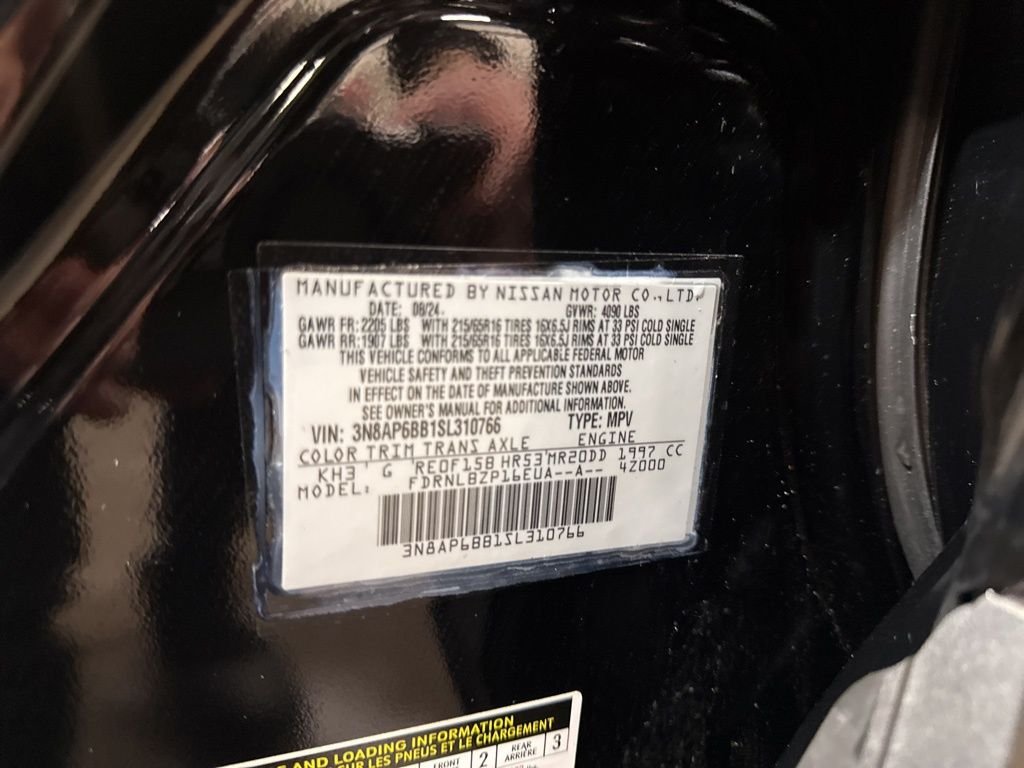 MANUFACTURED BY NISSAN MOTOR CO.,LTD.
DATE: 08/24. GVWR: 4090 LBS
GAWR FR: 2205 LBS WITH 215/65R16 TIRES 16X6.5J RIMS AT 33 PSI COLD SINGLE
GAWR RR: 1907 LBS WITH 215/65R16 TIRES 16X6.5J RIMS AT 33 PSI COLD SINGLE
THIS VEHICLE CONFORMS TO ALL APPLICABLE FEDERAL MOTOR
VEHICLE SAFETY AND THEFT PREVENTION STANDARDS
IN EFFECT ON THE DATE OF MANUFACTURE SHOWN ABOVE.
SEE OWNER'S MANUAL FOR ADDITIONAL INFORMATION.
VIN: 3N8AP6BB1SL310766 TYPE: MPV
COLOR TRIM TRANS AXLE ENGINE
KH3 G RE0F15B HR53 MR20DD 1997 CC
MODEL: FDRNLBZP16EUA--A-- 4Z000
3N8AP6BB1SL310766
AND LOADING INFORMATION
SUR LES PNEUS ET LE CHARGEMENT
FRONT 2 REAR 3
ARRIÈRE